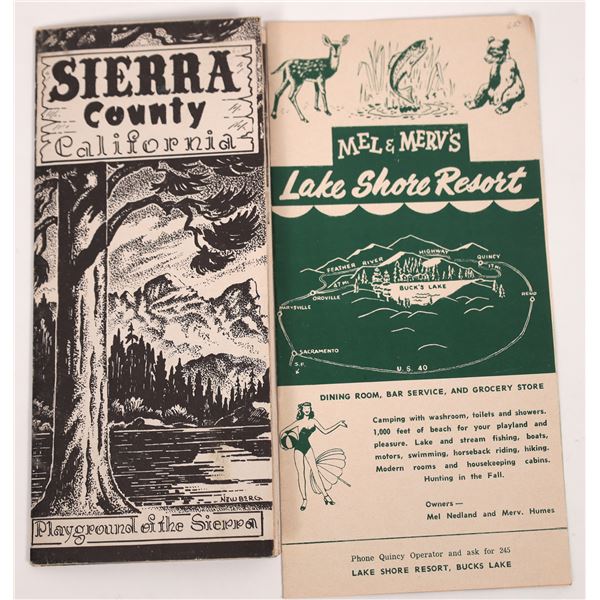 SIERRA
County
California
NEWBERG
Playground of the Sierra
MEL & MERV'S
Lake Shore Resort
FEATHER RIVER HIGHWAY
QUINCY
17 MI.
67 MI.
BUCK'S LAKE
OROVILLE
MARYSVILLE
RENO
SACRAMENTO
S.F.
U.S. 40
DINING ROOM, BAR SERVICE, AND GROCERY STORE
Camping with washroom, toilets and showers.
1,000 feet of beach for your playland and
pleasure. Lake and stream fishing, boats,
motors, swimming, horseback riding, hiking.
Modern rooms and housekeeping cabins.
Hunting in the Fall.
Owners —
Mel Nedland and Merv. Humes
Phone Quincy Operator and ask for 245
LAKE SHORE RESORT, BUCKS LAKE